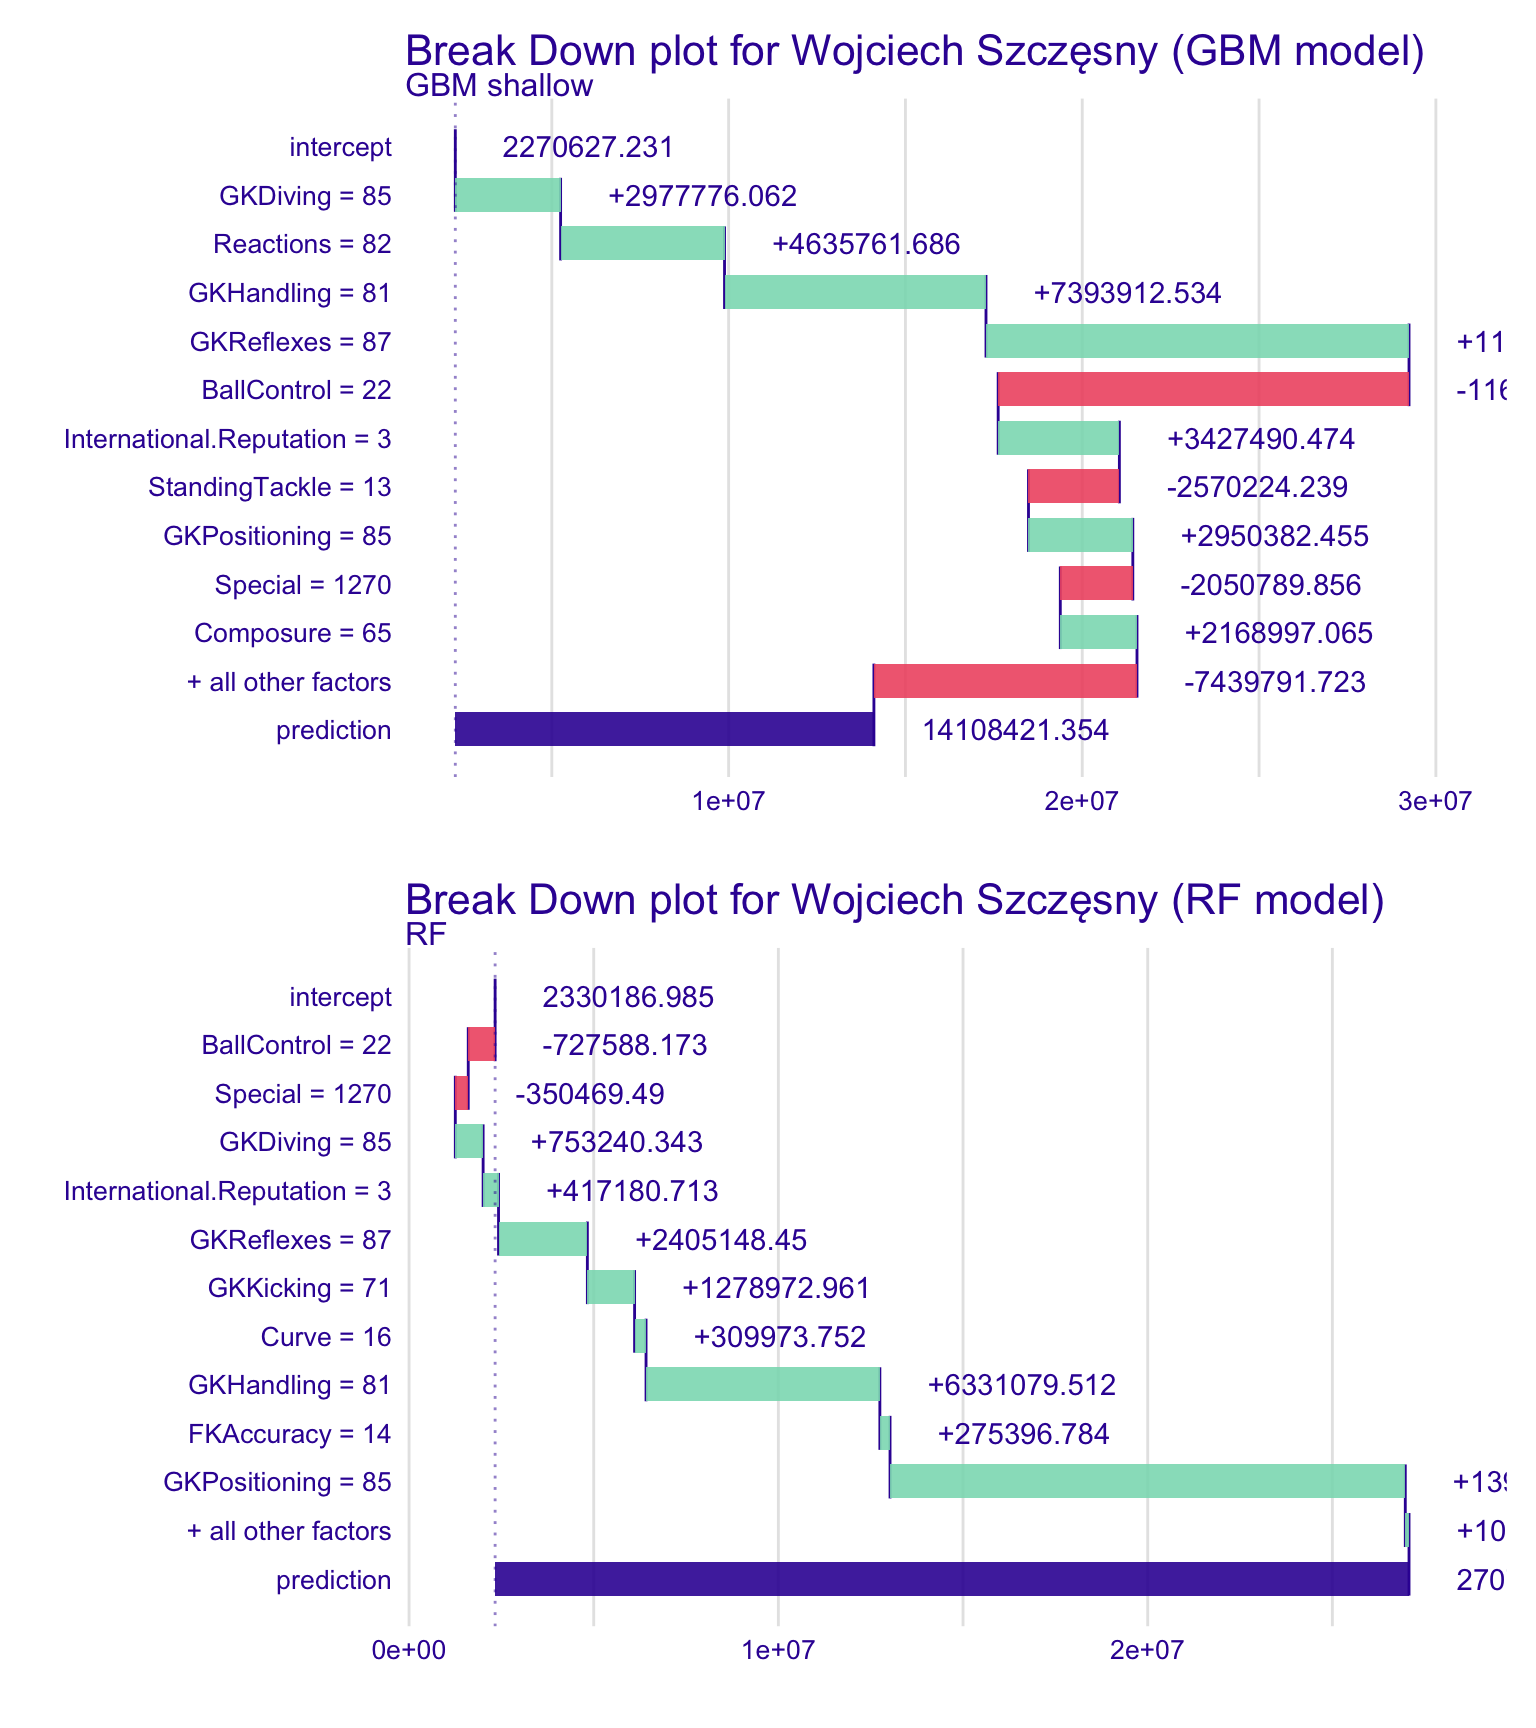 Break Down plot for Wojciech Szczęsny (GBM model)
GBM shallow
intercept 2270627.231
GKDiving = 85 +2977776.062
Reactions = 82 +4635761.686
GKHandling = 81 +7393912.534
GKReflexes = 87 +11
BallControl = 22 -116
International.Reputation = 3 +3427490.474
StandingTackle = 13 -2570224.239
GKPositioning = 85 +2950382.455
Special = 1270 -2050789.856
Composure = 65 +2168997.065
+ all other factors -7439791.723
prediction 14108421.354
1e+07 2e+07 3e+07
Break Down plot for Wojciech Szczęsny (RF model)
RF
intercept 2330186.985
BallControl = 22 -727588.173
Special = 1270 -350469.49
GKDiving = 85 +753240.343
International.Reputation = 3 +417180.713
GKReflexes = 87 +2405148.45
GKKicking = 71 +1278972.961
Curve = 16 +309973.752
GKHandling = 81 +6331079.512
FKAccuracy = 14 +275396.784
GKPositioning = 85 +139
+ all other factors +10
prediction 270
0e+00 1e+07 2e+07